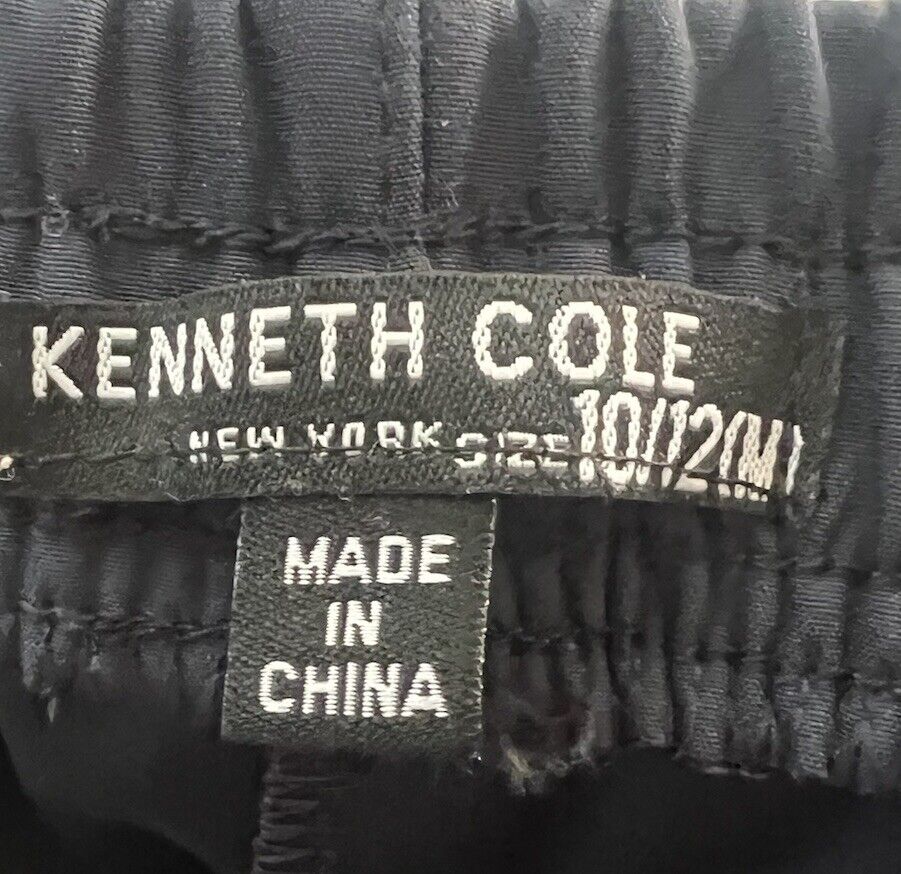 KENNETH COLE
NEW YORK SIZE 10/12(M)
MADE
IN
CHINA